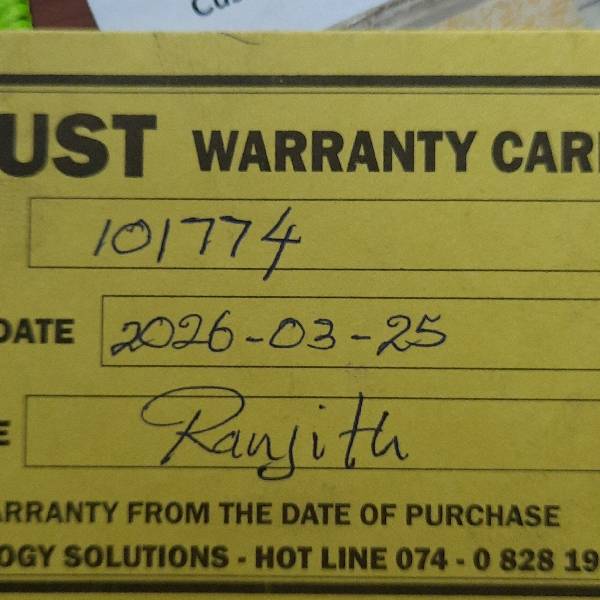 UST WARRANTY CAR
101774
DATE 2026-03-25
E Ranjith
ARRANTY FROM THE DATE OF PURCHASE
OGY SOLUTIONS - HOT LINE 074 - 0 828 19